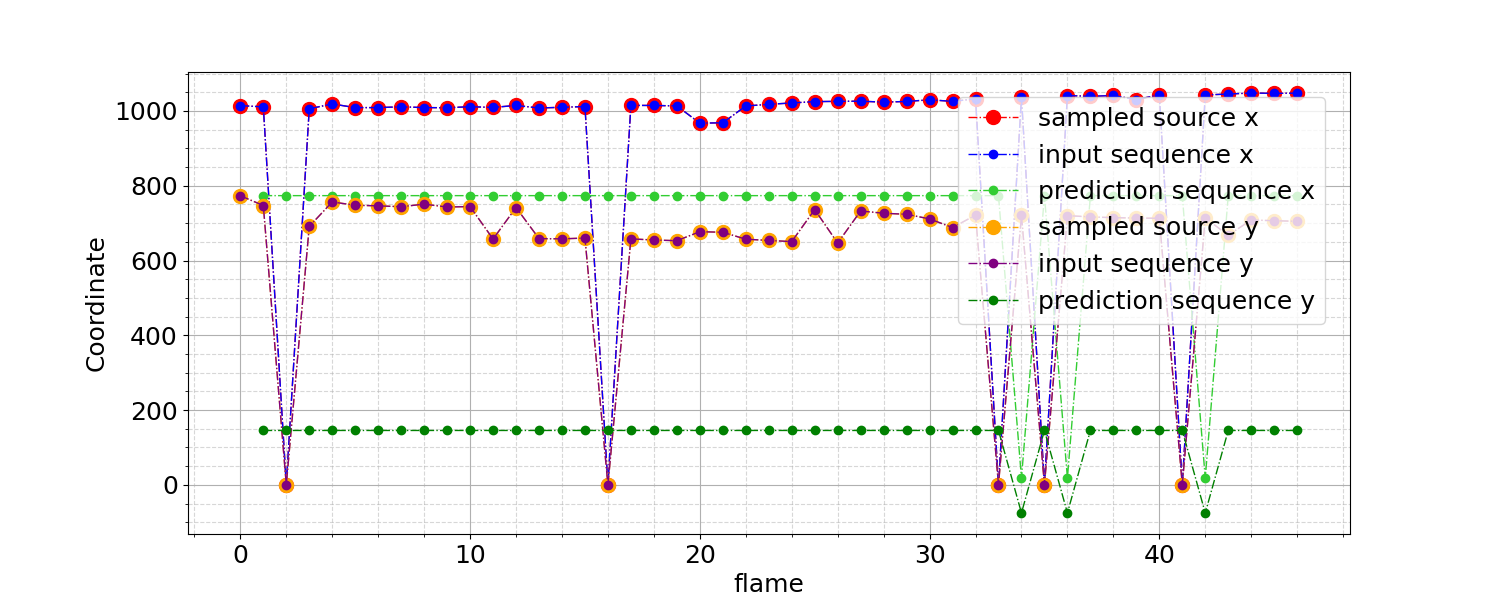 1000
800
600
400
200
0
Coordinate
sampled source x
input sequence x
prediction sequence x
sampled source y
input sequence y
prediction sequence y
0 10 20 30 40
flame